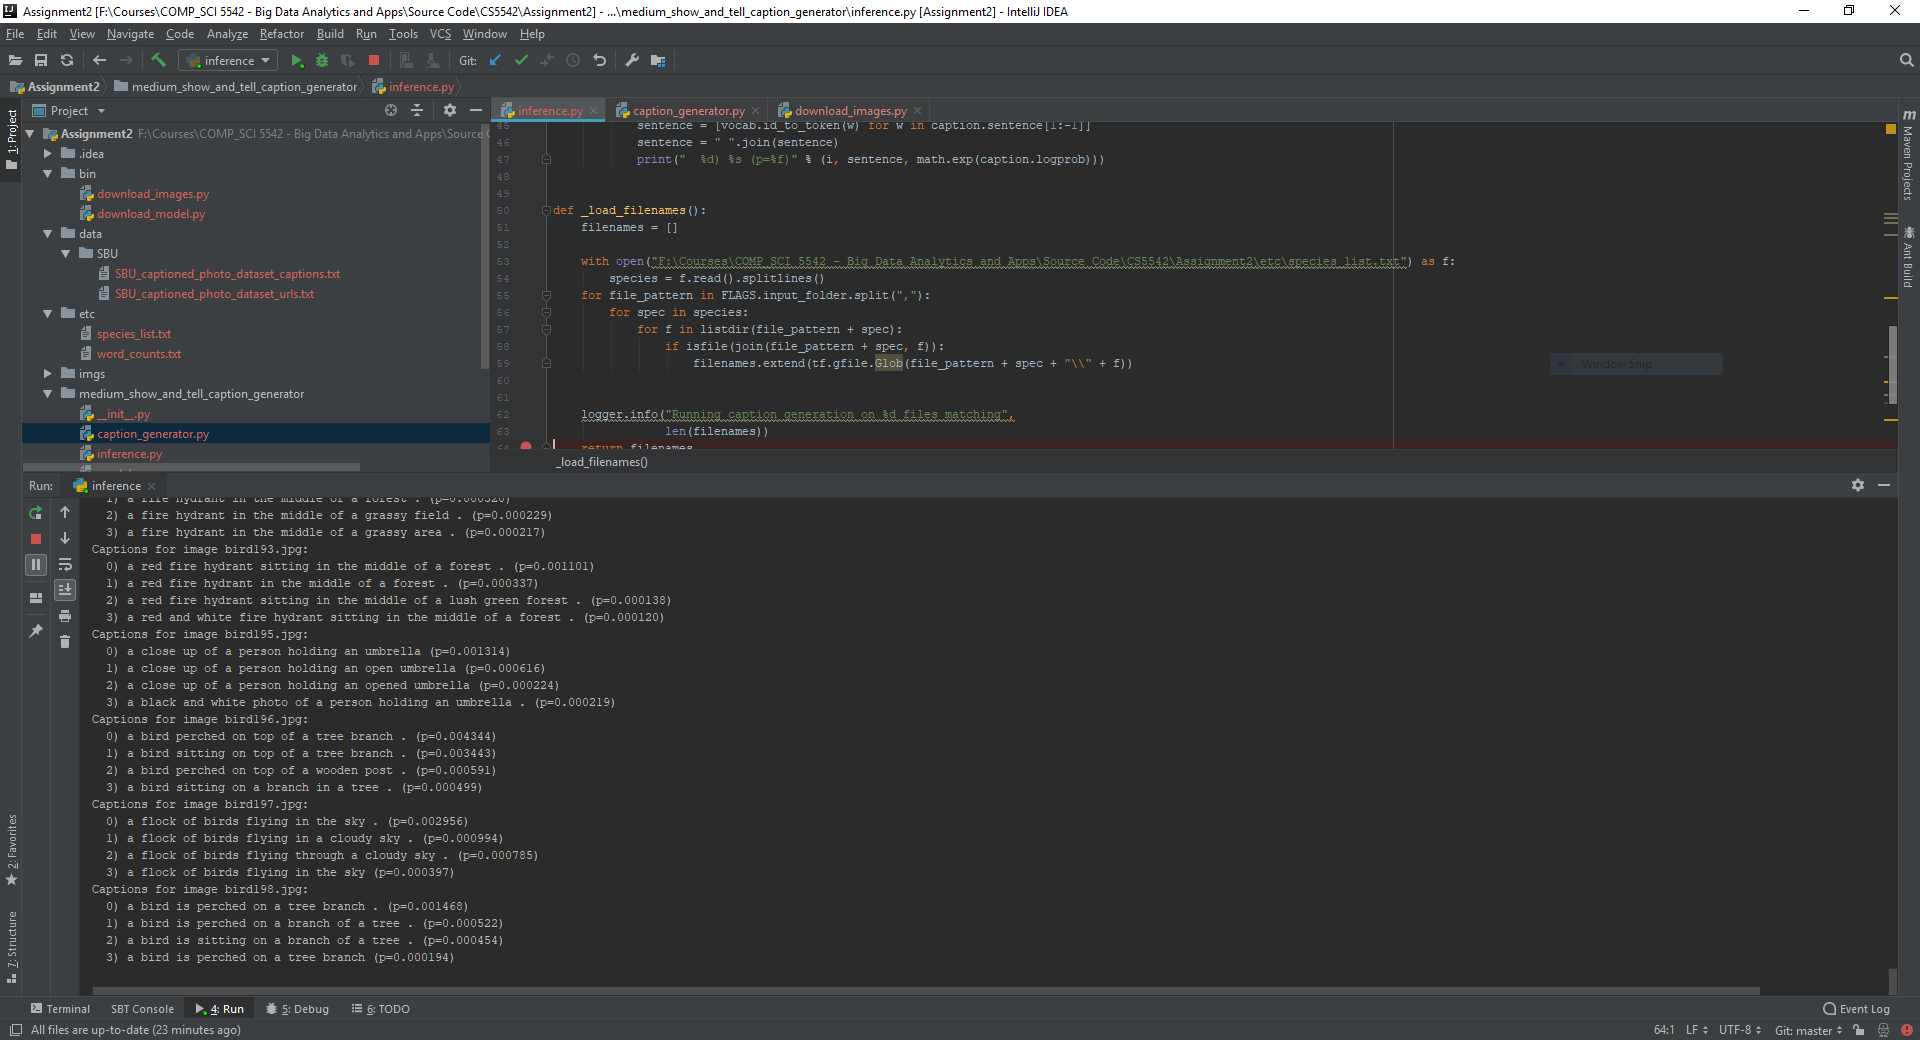 Assignment2 [F:\Courses\COMP_SCI 5542 - Big Data Analytics and Apps\Source Code\CS5542\Assignment2] - ...\medium_show_and_tell_caption_generator\inference.py [Assignment2] - IntelliJ IDEA
File Edit View Navigate Code Analyze Refactor Build Run Tools VCS Window Help
inference Git:
Assignment2 medium_show_and_tell_caption_generator inference.py
1: Project
Project
Assignment2 F:\Courses\COMP_SCI 5542 - Big Data Analytics and Apps\Source
.idea
bin
download_images.py
download_model.py
data
SBU
SBU_captioned_photo_dataset_captions.txt
SBU_captioned_photo_dataset_urls.txt
etc
species_list.txt
word_counts.txt
imgs
medium_show_and_tell_caption_generator
__init__.py
caption_generator.py
inference.py
inference.py caption_generator.py download_images.py
45 sentence = [vocab.id_to_token(w) for w in caption.sentence[1:-1]]
46 sentence = " ".join(sentence)
47 print("  %d) %s (p=%f)" % (i, sentence, math.exp(caption.logprob)))
48
49
50 def _load_filenames():
51 filenames = []
52
53 with open("F:\Courses\COMP_SCI 5542 - Big Data Analytics and Apps\Source Code\CS5542\Assignment2\etc\species_list.txt") as f:
54 species = f.read().splitlines()
55 for file_pattern in FLAGS.input_folder.split(","):
56 for spec in species:
57 for f in listdir(file_pattern + spec):
58 if isfile(join(file_pattern + spec, f)):
59 filenames.extend(tf.gfile.Glob(file_pattern + spec + "\\" + f))
60
61
62 logger.info("Running caption generation on %d files matching",
63 len(filenames))
64 return filenames
_load_filenames()
Window Snip
Maven Projects
Ant Build
Run: inference
1) a fire hydrant in the middle of a forest . (p=0.000320)
2) a fire hydrant in the middle of a grassy field . (p=0.000229)
3) a fire hydrant in the middle of a grassy area . (p=0.000217)
Captions for image bird193.jpg:
0) a red fire hydrant sitting in the middle of a forest . (p=0.001101)
1) a red fire hydrant in the middle of a forest . (p=0.000337)
2) a red fire hydrant sitting in the middle of a lush green forest . (p=0.000138)
3) a red and white fire hydrant sitting in the middle of a forest . (p=0.000120)
Captions for image bird195.jpg:
0) a close up of a person holding an umbrella (p=0.001314)
1) a close up of a person holding an open umbrella (p=0.000616)
2) a close up of a person holding an opened umbrella (p=0.000224)
3) a black and white photo of a person holding an umbrella . (p=0.000219)
Captions for image bird196.jpg:
0) a bird perched on top of a tree branch . (p=0.004344)
1) a bird sitting on top of a tree branch . (p=0.003443)
2) a bird perched on top of a wooden post . (p=0.000591)
3) a bird sitting on a branch in a tree . (p=0.000499)
Captions for image bird197.jpg:
0) a flock of birds flying in the sky . (p=0.002956)
1) a flock of birds flying in a cloudy sky . (p=0.000994)
2) a flock of birds flying through a cloudy sky . (p=0.000785)
3) a flock of birds flying in the sky (p=0.000397)
Captions for image bird198.jpg:
0) a bird is perched on a tree branch . (p=0.001468)
1) a bird is perched on a branch of a tree . (p=0.000522)
2) a bird is sitting on a branch of a tree . (p=0.000454)
3) a bird is perched on a tree branch (p=0.000194)
2: Favorites
7: Structure
Terminal SBT Console 4: Run 5: Debug 6: TODO Event Log
All files are up-to-date (23 minutes ago) 64:1 LF UTF-8 Git: master